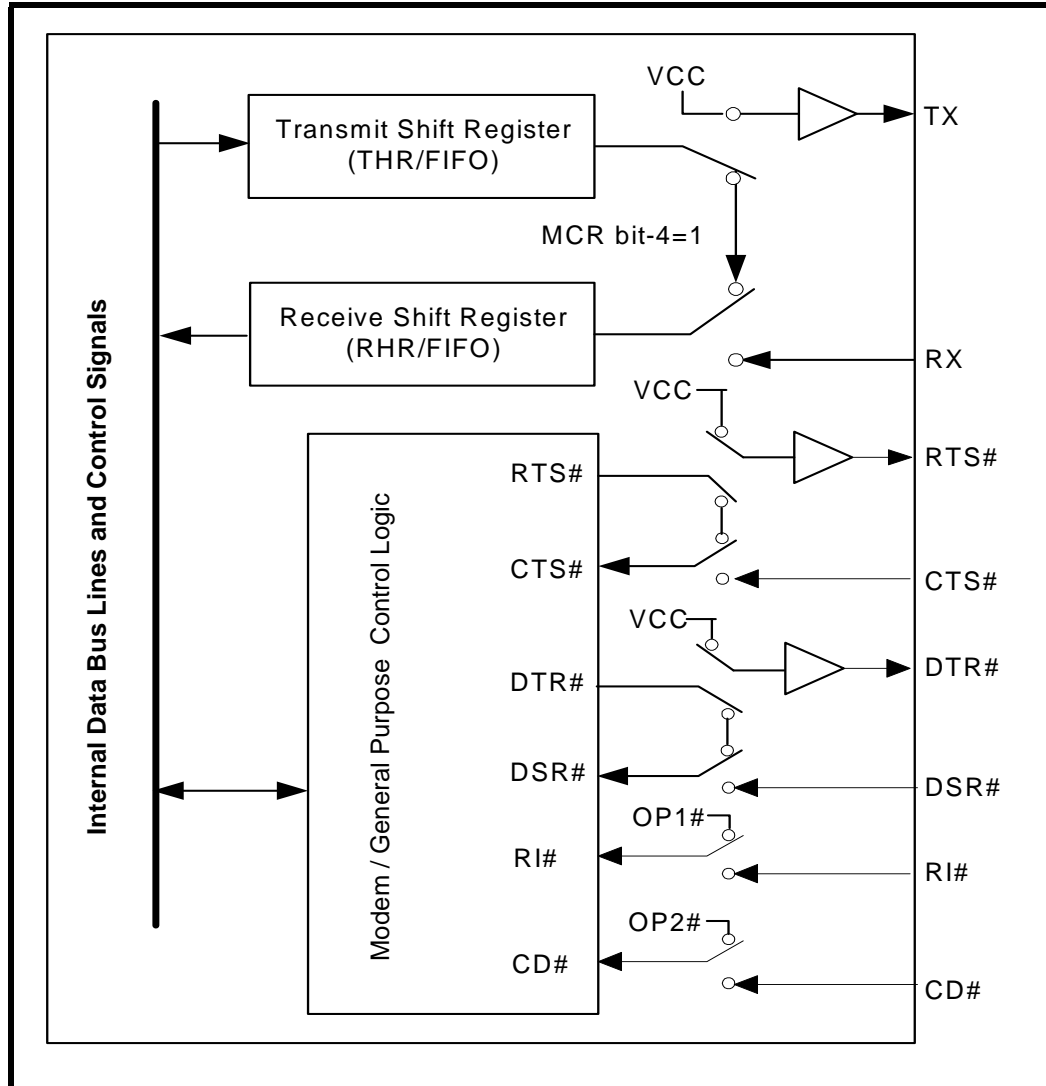 VCC
TX
Transmit Shift Register
(THR/FIFO)
MCR bit-4=1
Receive Shift Register
(RHR/FIFO)
RX
VCC
RTS#
RTS#
CTS#
CTS#
VCC
DTR#
DTR#
DSR#
DSR#
OP1#
RI#
RI#
OP2#
CD#
CD#
Internal Data Bus Lines and Control Signals
Modem / General Purpose Control Logic